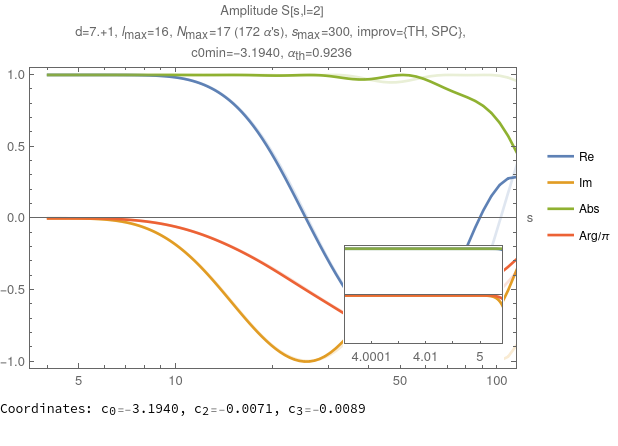 Amplitude S[s,l=2]
d=7.+1, lmax=16, Nmax=17 (172 α's), smax=300, improv={TH, SPC},
c0min=−3.1940, αth=0.9236
1.0
0.5
0.0
−0.5
−1.0
s
Re
Im
Abs
Arg/π
4.0001 4.01 5
5 10 50 100
Coordinates: c0=-3.1940, c2=-0.0071, c3=-0.0089